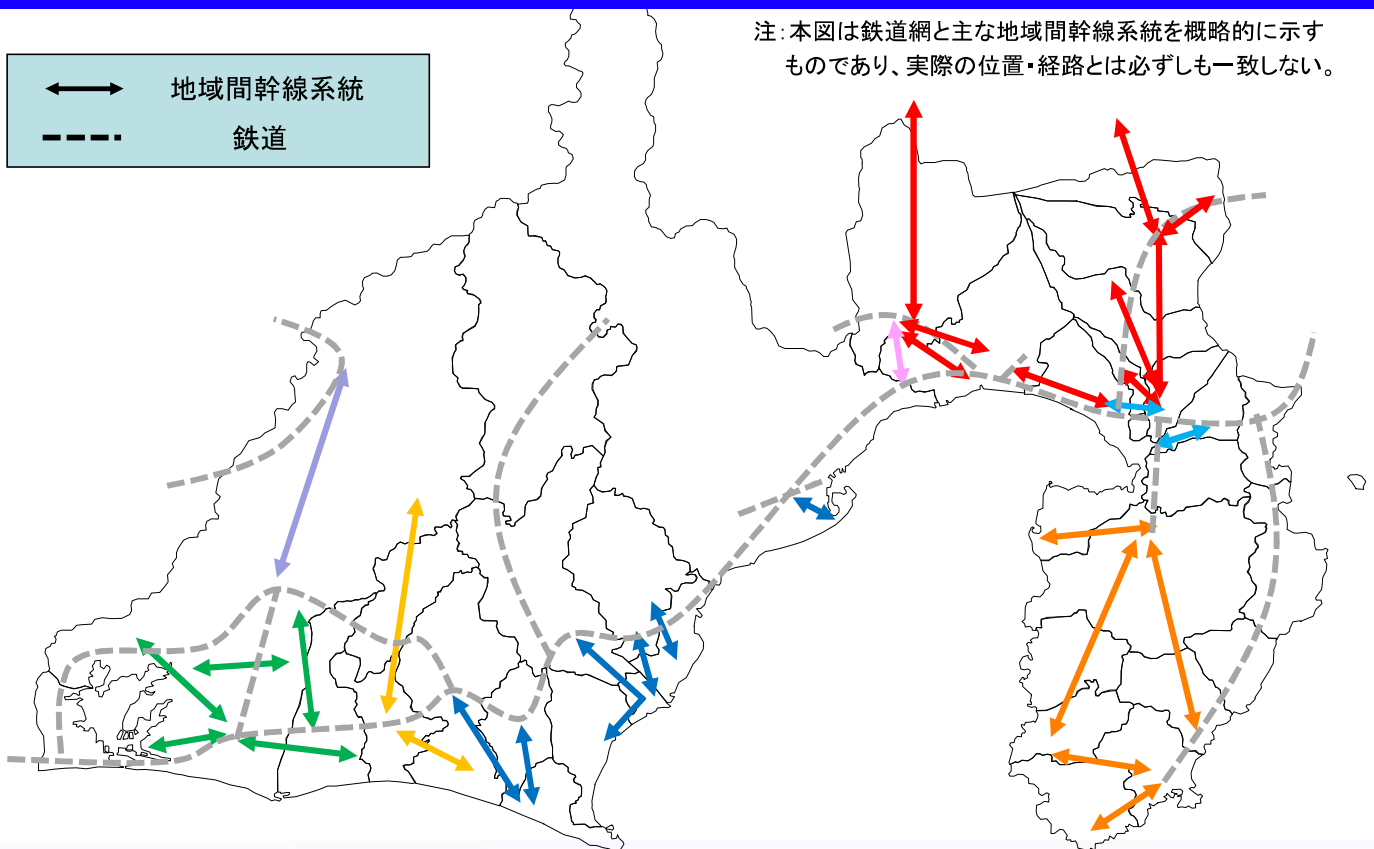 注：本図は鉄道網と主な地域間幹線系統を概略的に示す
ものであり、実際の位置・経路とは必ずしも一致しない。
地域間幹線系統
鉄道